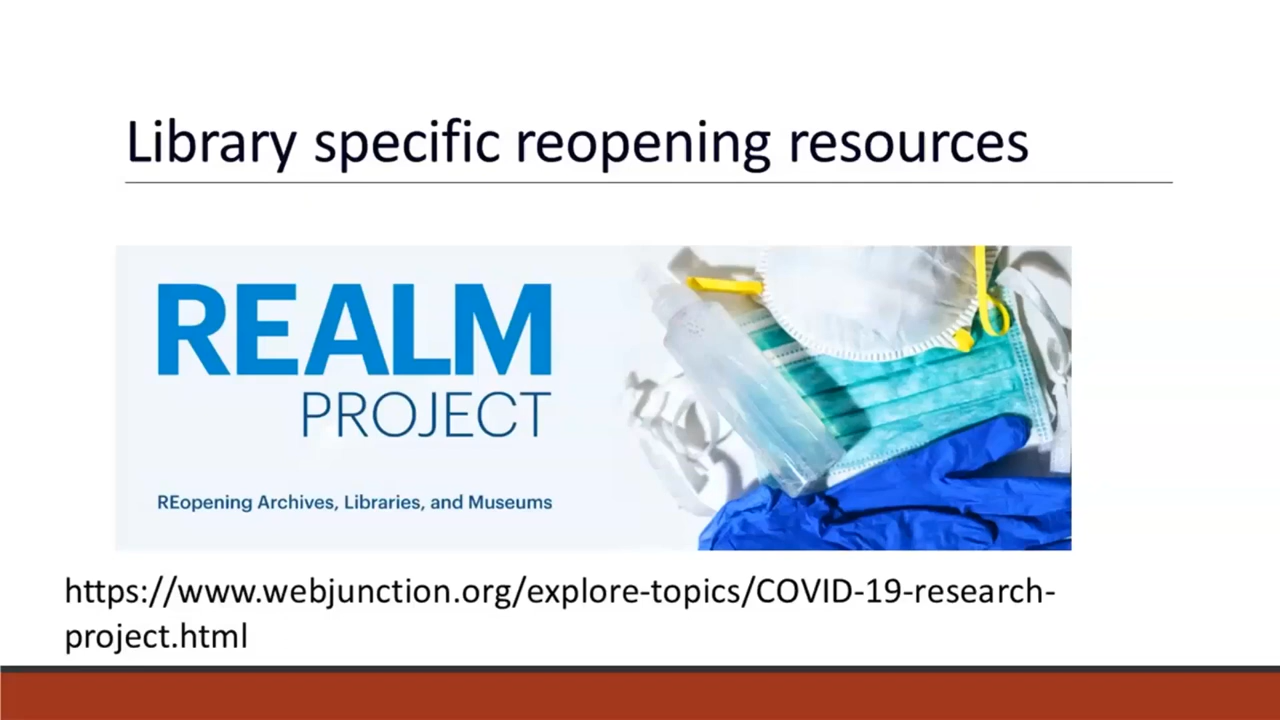 Library specific reopening resources
REALM
PROJECT
REopening Archives, Libraries, and Museums
https://www.webjunction.org/explore-topics/COVID-19-research-
project.html